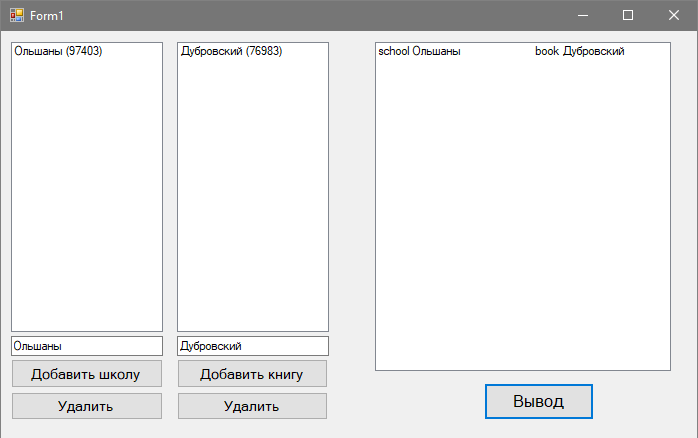 Form1
Ольшаны (97403)
Дубровский (76983)
school Ольшаны book Дубровский
Ольшаны
Дубровский
Добавить школу
Добавить книгу
Удалить
Удалить
Вывод